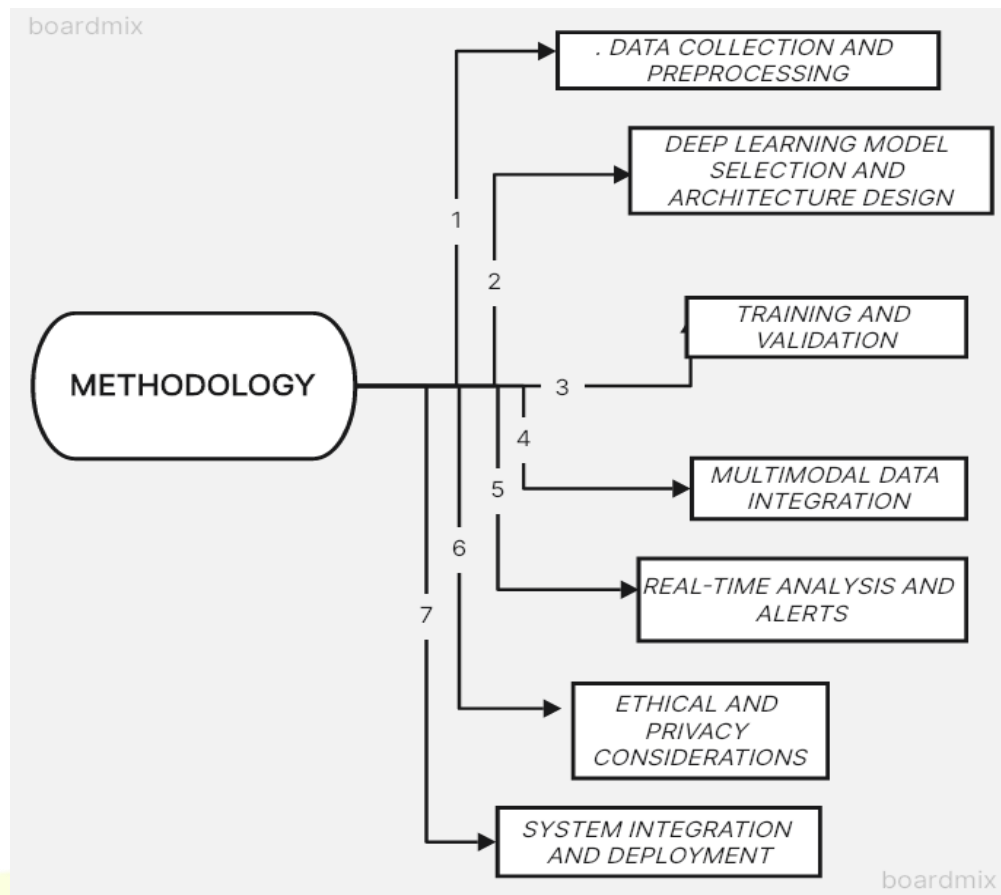 boardmix
. DATA COLLECTION AND
PREPROCESSING
DEEP LEARNING MODEL
SELECTION AND
ARCHITECTURE DESIGN
1
2
TRAINING AND
VALIDATION
METHODOLOGY
3
4
MULTIMODAL DATA
INTEGRATION
5
6
REAL-TIME ANALYSIS AND
ALERTS
7
ETHICAL AND
PRIVACY
CONSIDERATIONS
SYSTEM INTEGRATION
AND DEPLOYMENT
boardmix